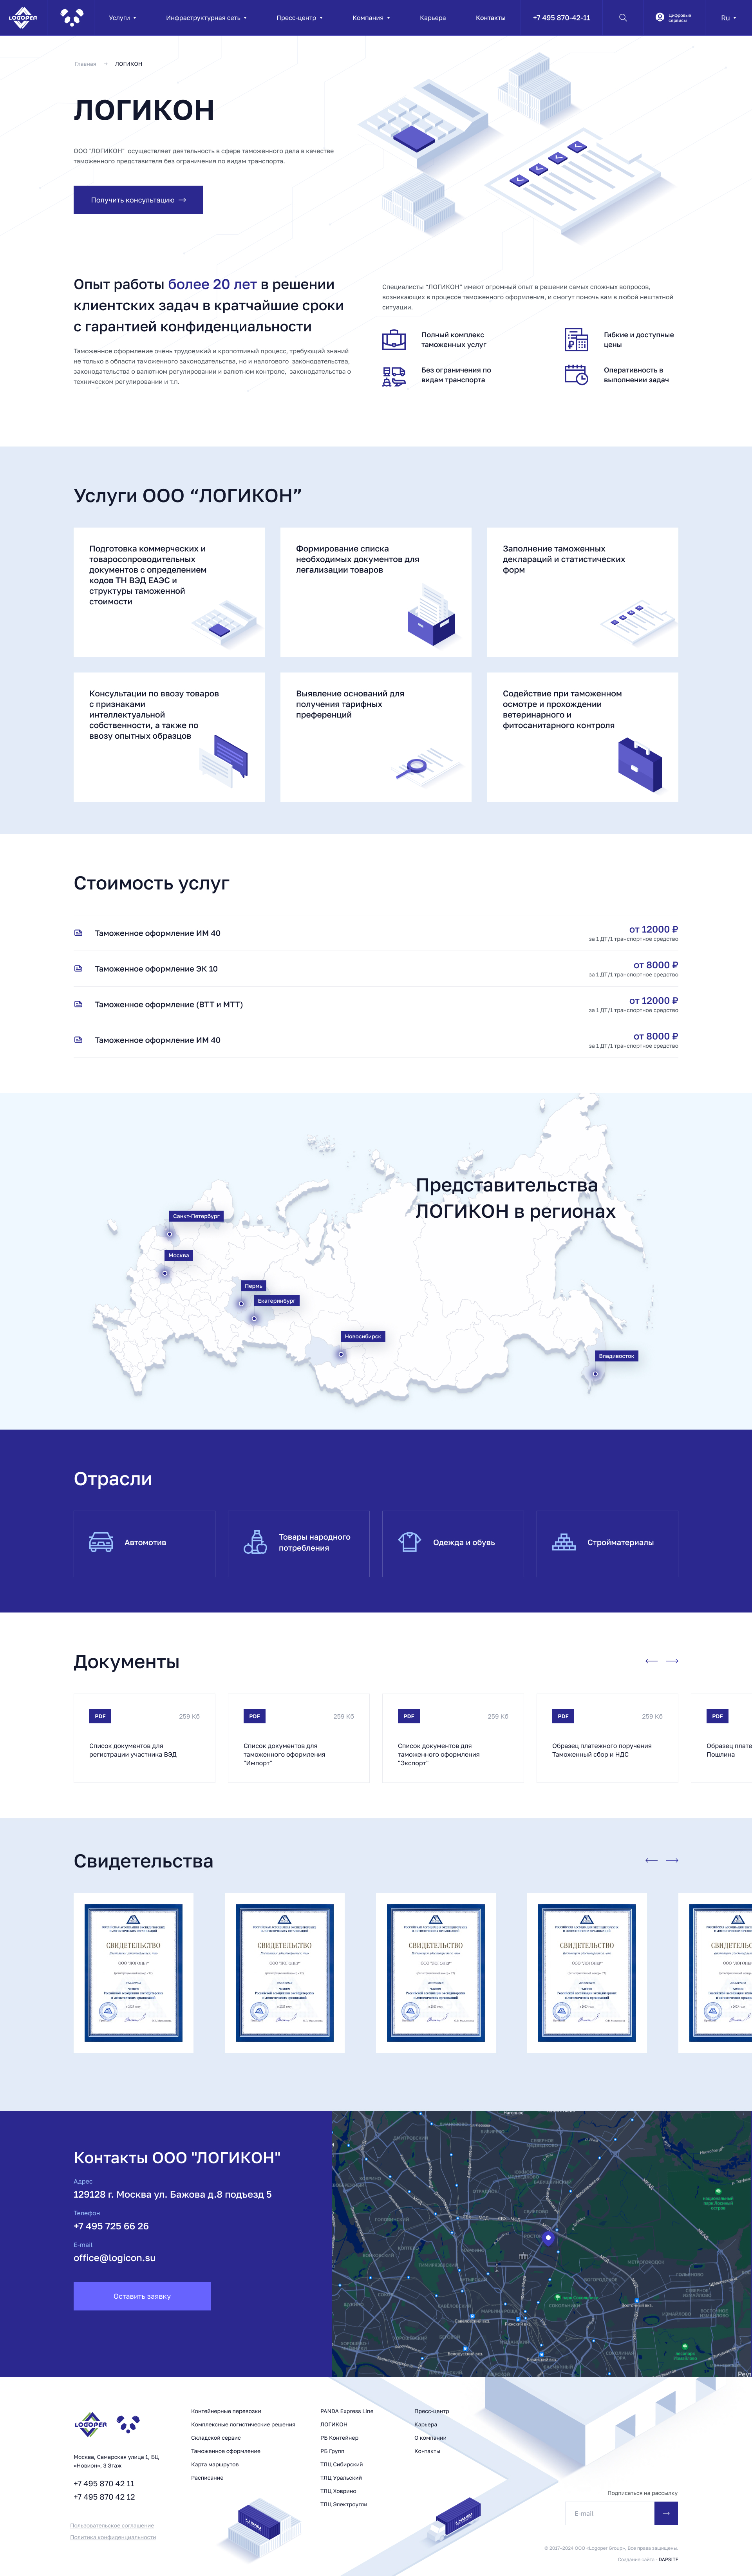 LOGOPER
Услуги
Инфраструктурная сеть
Пресс-центр
Компания
Карьера
Контакты
+7 495 870-42-11
Цифровые
сервисы
Ru
Главная
ЛОГИКОН
ЛОГИКОН
ООО "ЛОГИКОН" осуществляет деятельность в сфере таможенного дела в качестве
таможенного представителя без ограничения по видам транспорта.
Получить консультацию
Опыт работы более 20 лет в решении
клиентских задач в кратчайшие сроки
с гарантией конфиденциальности
Таможенное оформление очень трудоемкий и кропотливый процесс, требующий знаний
не только в области таможенного законодательства, но и налогового законодательства,
законодательства о валютном регулировании и валютном контроле, законодательства о
техническом регулировании и т.п.
Специалисты "ЛОГИКОН" имеют огромный опыт в решении самых сложных вопросов,
возникающих в процессе таможенного оформления, и смогут помочь вам в любой нештатной
ситуации.
Полный комплекс
таможенных услуг
Гибкие и доступные
цены
Без ограничения по
видам транспорта
Оперативность в
выполнении задач
Услуги ООО “ЛОГИКОН”
Подготовка коммерческих и
товаросопроводительных
документов с определением
кодов ТН ВЭД ЕАЭС и
структуры таможенной
стоимости
Формирование списка
необходимых документов для
легализации товаров
Заполнение таможенных
деклараций и статистических
форм
Консультации по ввозу товаров
с признаками
интеллектуальной
собственности, а также по
ввозу опытных образцов
Выявление оснований для
получения тарифных
преференций
Содействие при таможенном
осмотре и прохождении
ветеринарного и
фитосанитарного контроля
Стоимость услуг
Таможенное оформление ИМ 40
от 12000 ₽
за 1 ДТ/1 транспортное средство
Таможенное оформление ЭК 10
от 8000 ₽
за 1 ДТ/1 транспортное средство
Таможенное оформление (ВТТ и МТТ)
от 12000 ₽
за 1 ДТ/1 транспортное средство
Таможенное оформление ИМ 40
от 8000 ₽
за 1 ДТ/1 транспортное средство
Представительства
ЛОГИКОН в регионах
Санкт-Петербург
Москва
Пермь
Екатеринбург
Новосибирск
Владивосток
Отрасли
Автомотив
Товары народного
потребления
Одежда и обувь
Стройматериалы
Документы
PDF
259 Кб
Список документов для
регистрации участника ВЭД
PDF
259 Кб
Список документов для
таможенного оформления
"Импорт"
PDF
259 Кб
Список документов для
таможенного оформления
"Экспорт"
PDF
259 Кб
Образец платежного поручения
Таможенный сбор и НДС
PDF
Образец плате
Пошлина
Свидетельства
СВИДЕТЕЛЬСТВО
ООО "ЛОГОПЕР"
СВИДЕТЕЛЬСТВО
ООО "ЛОГОПЕР"
СВИДЕТЕЛЬСТВО
ООО "ЛОГОПЕР"
СВИДЕТЕЛЬСТВО
ООО "ЛОГОПЕР"
Контакты ООО "ЛОГИКОН"
Адрес
129128 г. Москва ул. Бажова д.8 подъезд 5
Телефон
+7 495 725 66 26
E-mail
office@logicon.su
Оставить заявку
LOGOPER
Москва, Самарская улица 1, БЦ
«Новион», 3 Этаж
+7 495 870 42 11
+7 495 870 42 12
Пользовательское соглашение
Политика конфиденциальности
Контейнерные перевозки
Комплексные логистические решения
Складской сервис
Таможенное оформление
Карта маршрутов
Расписание
PANDA Express Line
ЛОГИКОН
РБ Контейнер
РБ Групп
ТЛЦ Сибирский
ТЛЦ Уральский
ТЛЦ Ховрино
ТЛЦ Электроугли
Пресс-центр
Карьера
О компании
Контакты
Подписаться на рассылку
E-mail
© 2017-2024 ООО «Logoper Group». Все права защищены.
Создание сайта - DAPSITE